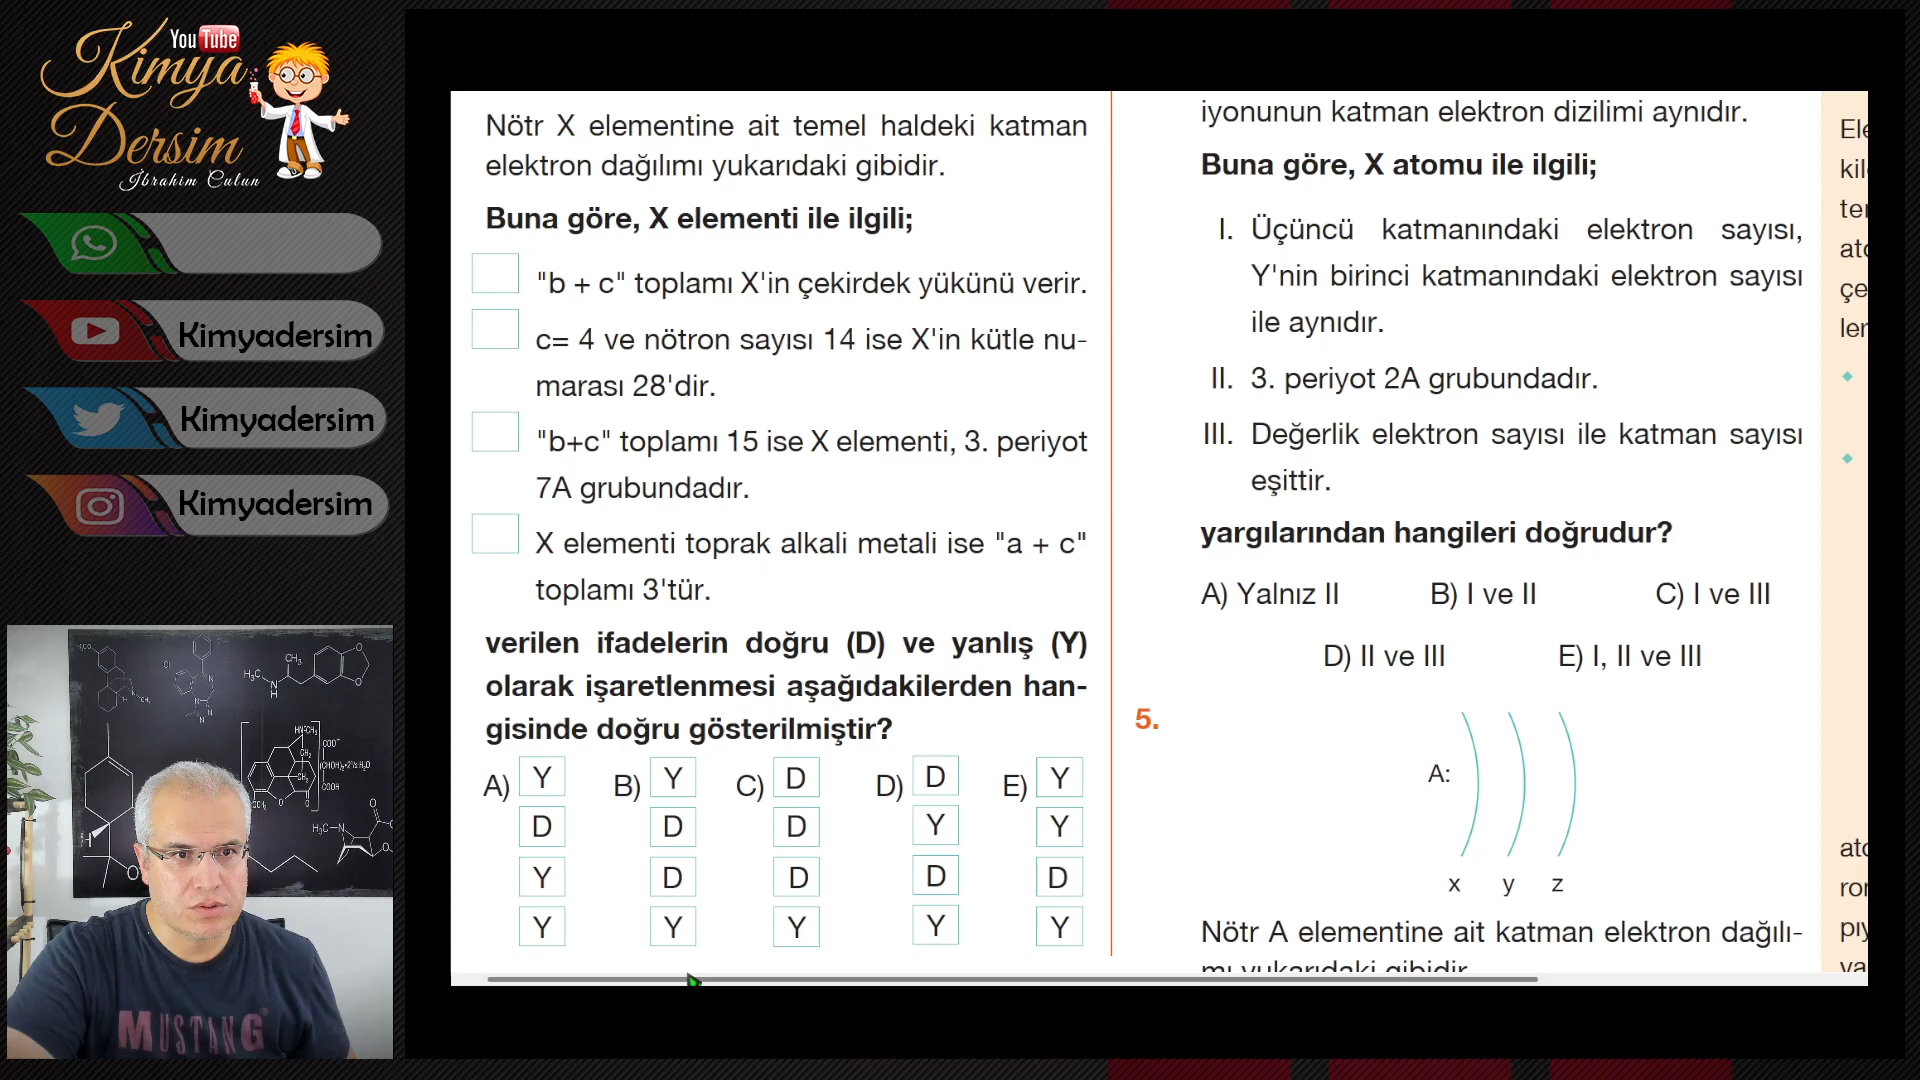 YouTube
Kimya
Dersim
İbrahim Culun
Kimyadersim
Kimyadersim
Kimyadersim
MUSTANG
Nötr X elementine ait temel haldeki katman
elektron dağılımı yukarıdaki gibidir.
Buna göre, X elementi ile ilgili;
"b + c" toplamı X'in çekirdek yükünü verir.
c= 4 ve nötron sayısı 14 ise X'in kütle nu-
marası 28'dir.
"b+c" toplamı 15 ise X elementi, 3. periyot
7A grubundadır.
X elementi toprak alkali metali ise "a + c"
toplamı 3'tür.
verilen ifadelerin doğru (D) ve yanlış (Y)
olarak işaretlenmesi aşağıdakilerden han-
gisinde doğru gösterilmiştir?
A) Y B) Y C) D D) D E) Y
D D D Y Y
Y D D D D
Y Y Y Y Y
iyonunun katman elektron dizilimi aynıdır.
Buna göre, X atomu ile ilgili;
I. Üçüncü katmanındaki elektron sayısı,
Y'nin birinci katmanındaki elektron sayısı
ile aynıdır.
II. 3. periyot 2A grubundadır.
III. Değerlik elektron sayısı ile katman sayısı
eşittir.
yargılarından hangileri doğrudur?
A) Yalnız II B) I ve II C) I ve III
D) II ve III E) I, II ve III
5.
A:
x y z
Nötr A elementine ait katman elektron dağılı-
mı yukarıdaki gibidir.